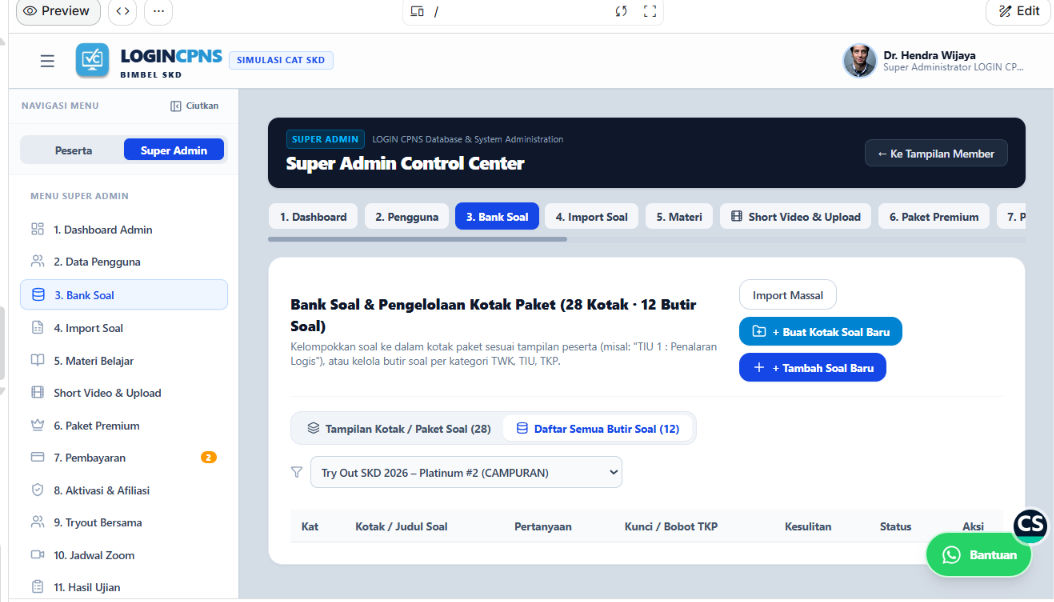 Preview
/
Edit
LOGINCPNS
BIMBEL SKD
SIMULASI CAT SKD
Dr. Hendra Wijaya
Super Administrator LOGIN CP...
NAVIGASI MENU
Ciutkan
Peserta
Super Admin
MENU SUPER ADMIN
1. Dashboard Admin
2. Data Pengguna
3. Bank Soal
4. Import Soal
5. Materi Belajar
Short Video & Upload
6. Paket Premium
7. Pembayaran
2
8. Aktivasi & Afiliasi
9. Tryout Bersama
10. Jadwal Zoom
11. Hasil Ujian
SUPER ADMIN
LOGIN CPNS Database & System Administration
Super Admin Control Center
← Ke Tampilan Member
1. Dashboard
2. Pengguna
3. Bank Soal
4. Import Soal
5. Materi
Short Video & Upload
6. Paket Premium
7. P
Bank Soal & Pengelolaan Kotak Paket (28 Kotak · 12 Butir
Soal)
Kelompokkan soal ke dalam kotak paket sesuai tampilan peserta (misal: "TIU 1 : Penalaran
Logis"), atau kelola butir soal per kategori TWK, TIU, TKP.
Import Massal
+ Buat Kotak Soal Baru
+ Tambah Soal Baru
Tampilan Kotak / Paket Soal (28)
Daftar Semua Butir Soal (12)
Try Out SKD 2026 – Platinum #2 (CAMPURAN)
Kat
Kotak / Judul Soal
Pertanyaan
Kunci / Bobot TKP
Kesulitan
Status
Aksi
CS
Bantuan